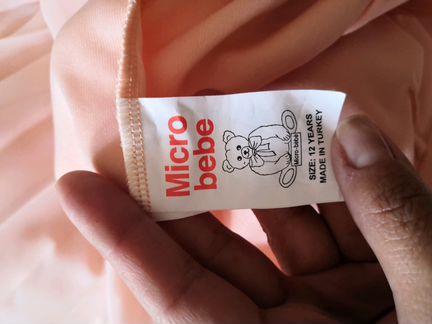 Micro
bebe
Micro-bebe
SIZE: 12 YEARS
MADE IN TURKEY